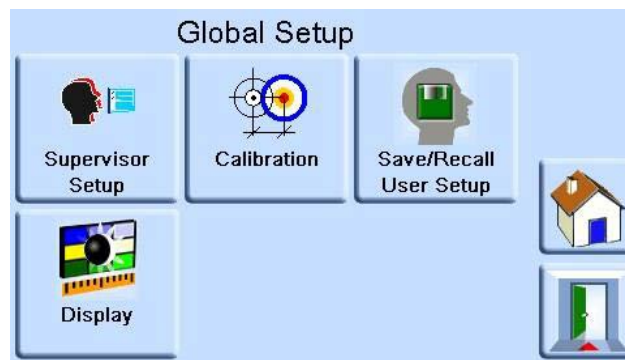 Global Setup
Supervisor
Setup
Calibration
Save/Recall
User Setup
Display